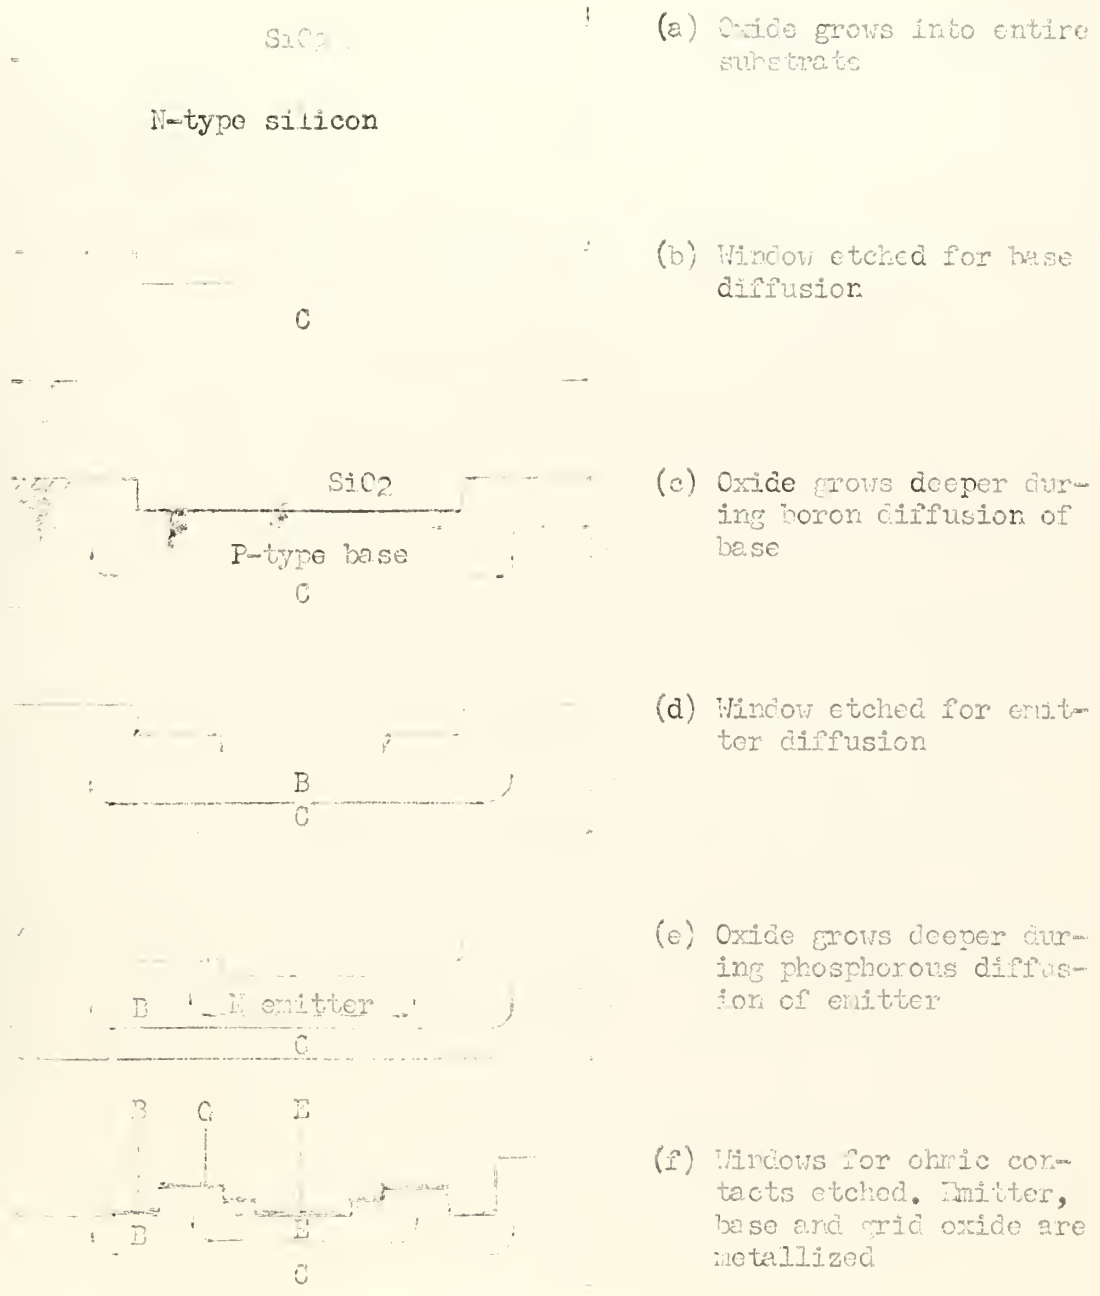 SiO2
N-type silicon
(a) Oxide grows into entire
substrate
(b) Window etched for base
diffusion
C
(c) Oxide grows deeper dur-
ing boron diffusion of
base
SiO2
P-type base
C
(d) Window etched for emit-
ter diffusion
B
C
(e) Oxide grows deeper dur-
ing phosphorous diffus-
ion of emitter
B N emitter
C
B G E
(f) Windows for ohmic con-
tacts etched. Emitter,
base and grid oxide are
metallized
B E
C